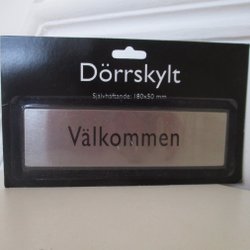 Dörrskylt
Självhäftande: 180x50 mm
Välkommen